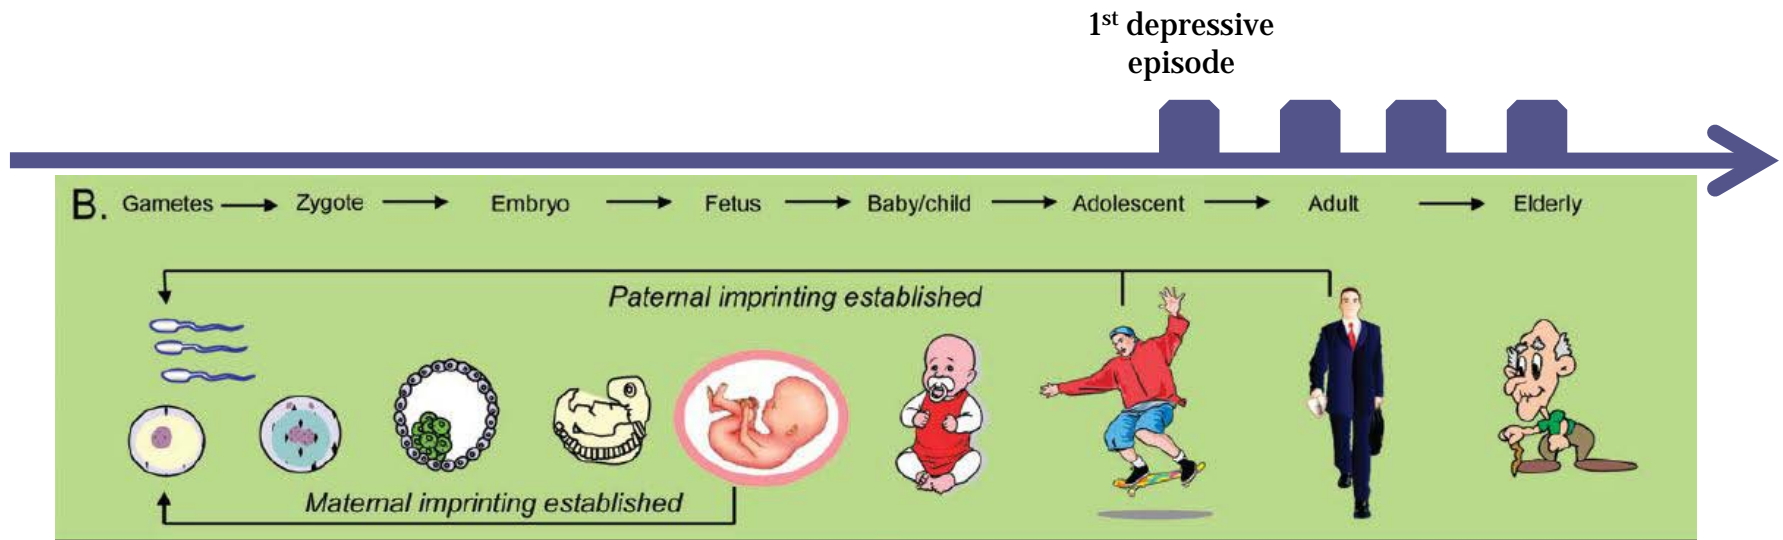 1st depressive
episode
B. Gametes Zygote Embryo Fetus Baby/child Adolescent Adult Elderly
Paternal imprinting established
Maternal imprinting established